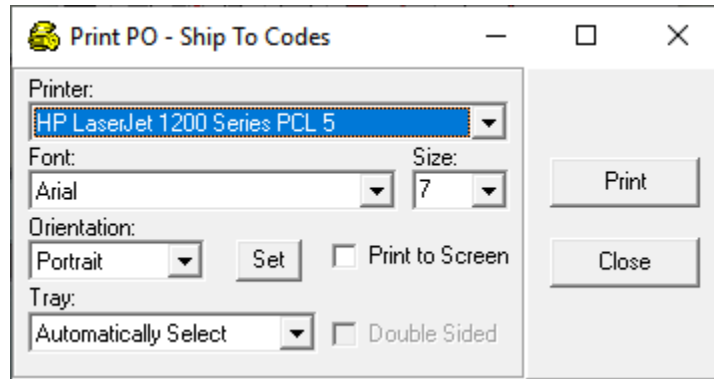 Print PO - Ship To Codes
Printer:
HP LaserJet 1200 Series PCL 5
Font: Size:
Arial 7
Print
Orientation:
Portrait Set Print to Screen
Close
Tray:
Automatically Select Double Sided